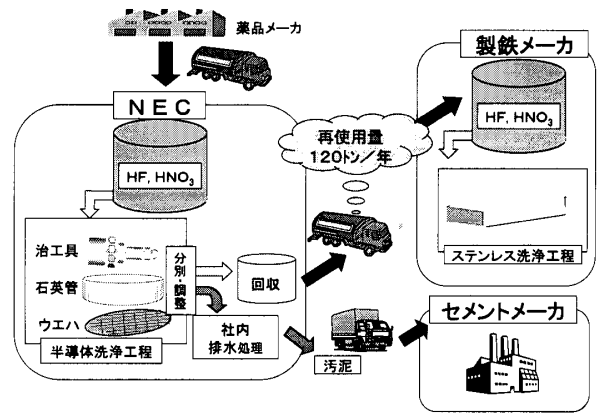 薬品メーカ
製鉄メーカ
NEC
HF, HNO3
再使用量
120トン/年
HF, HNO3
治工具
石英管
ウエハ
分別・調整
回収
半導体洗浄工程
社内
排水処理
汚泥
ステンレス洗浄工程
セメントメーカ